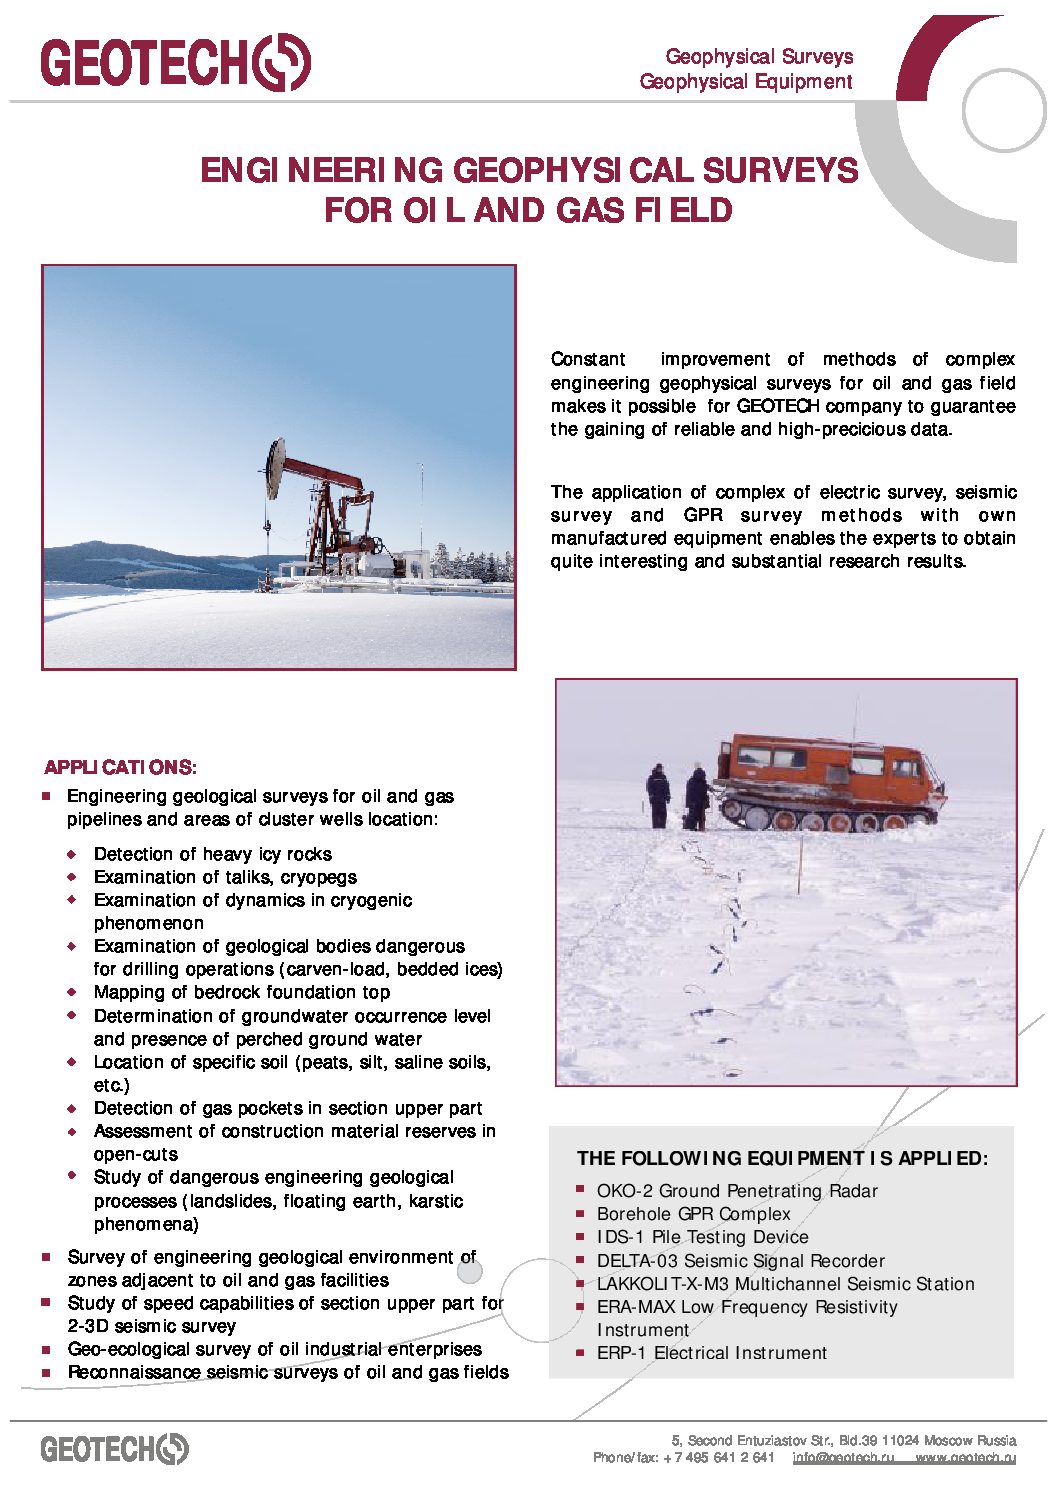 GEOTECH
Geophysical Surveys
Geophysical Equipment
ENGINEERING GEOPHYSICAL SURVEYS
FOR OIL AND GAS FIELD
Constant improvement of methods of complex
engineering geophysical surveys for oil and gas field
makes it possible for GEOTECH company to guarantee
the gaining of reliable and high-precicious data.
The application of complex of electric survey, seismic
survey and GPR survey methods with own
manufactured equipment enables the experts to obtain
quite interesting and substantial research results.
APPLICATIONS:
Engineering geological surveys for oil and gas
pipelines and areas of cluster wells location:
Detection of heavy icy rocks
Examination of taliks, cryopegs
Examination of dynamics in cryogenic
phenomenon
Examination of geological bodies dangerous
for drilling operations (carven-load, bedded ices)
Mapping of bedrock foundation top
Determination of groundwater occurrence level
and presence of perched ground water
Location of specific soil (peats, silt, saline soils,
etc.)
Detection of gas pockets in section upper part
Assessment of construction material reserves in
open-cuts
Study of dangerous engineering geological
processes (landslides, floating earth, karstic
phenomena)
Survey of engineering geological environment of
zones adjacent to oil and gas facilities
Study of speed capabilities of section upper part for
2-3D seismic survey
Geo-ecological survey of oil industrial enterprises
Reconnaissance seismic surveys of oil and gas fields
THE FOLLOWING EQUIPMENT IS APPLIED:
OKO-2 Ground Penetrating Radar
Borehole GPR Complex
IDS-1 Pile Testing Device
DELTA-03 Seismic Signal Recorder
LAKKOLIT-X-M3 Multichannel Seismic Station
ERA-MAX Low Frequency Resistivity
Instrument
ERP-1 Electrical Instrument
GEOTECH
5, Second Entuziastov Str., Bld.39 11024 Moscow Russia
Phone/fax: +7 495 641 2 641 info@geotech.ru www.geotech.ru